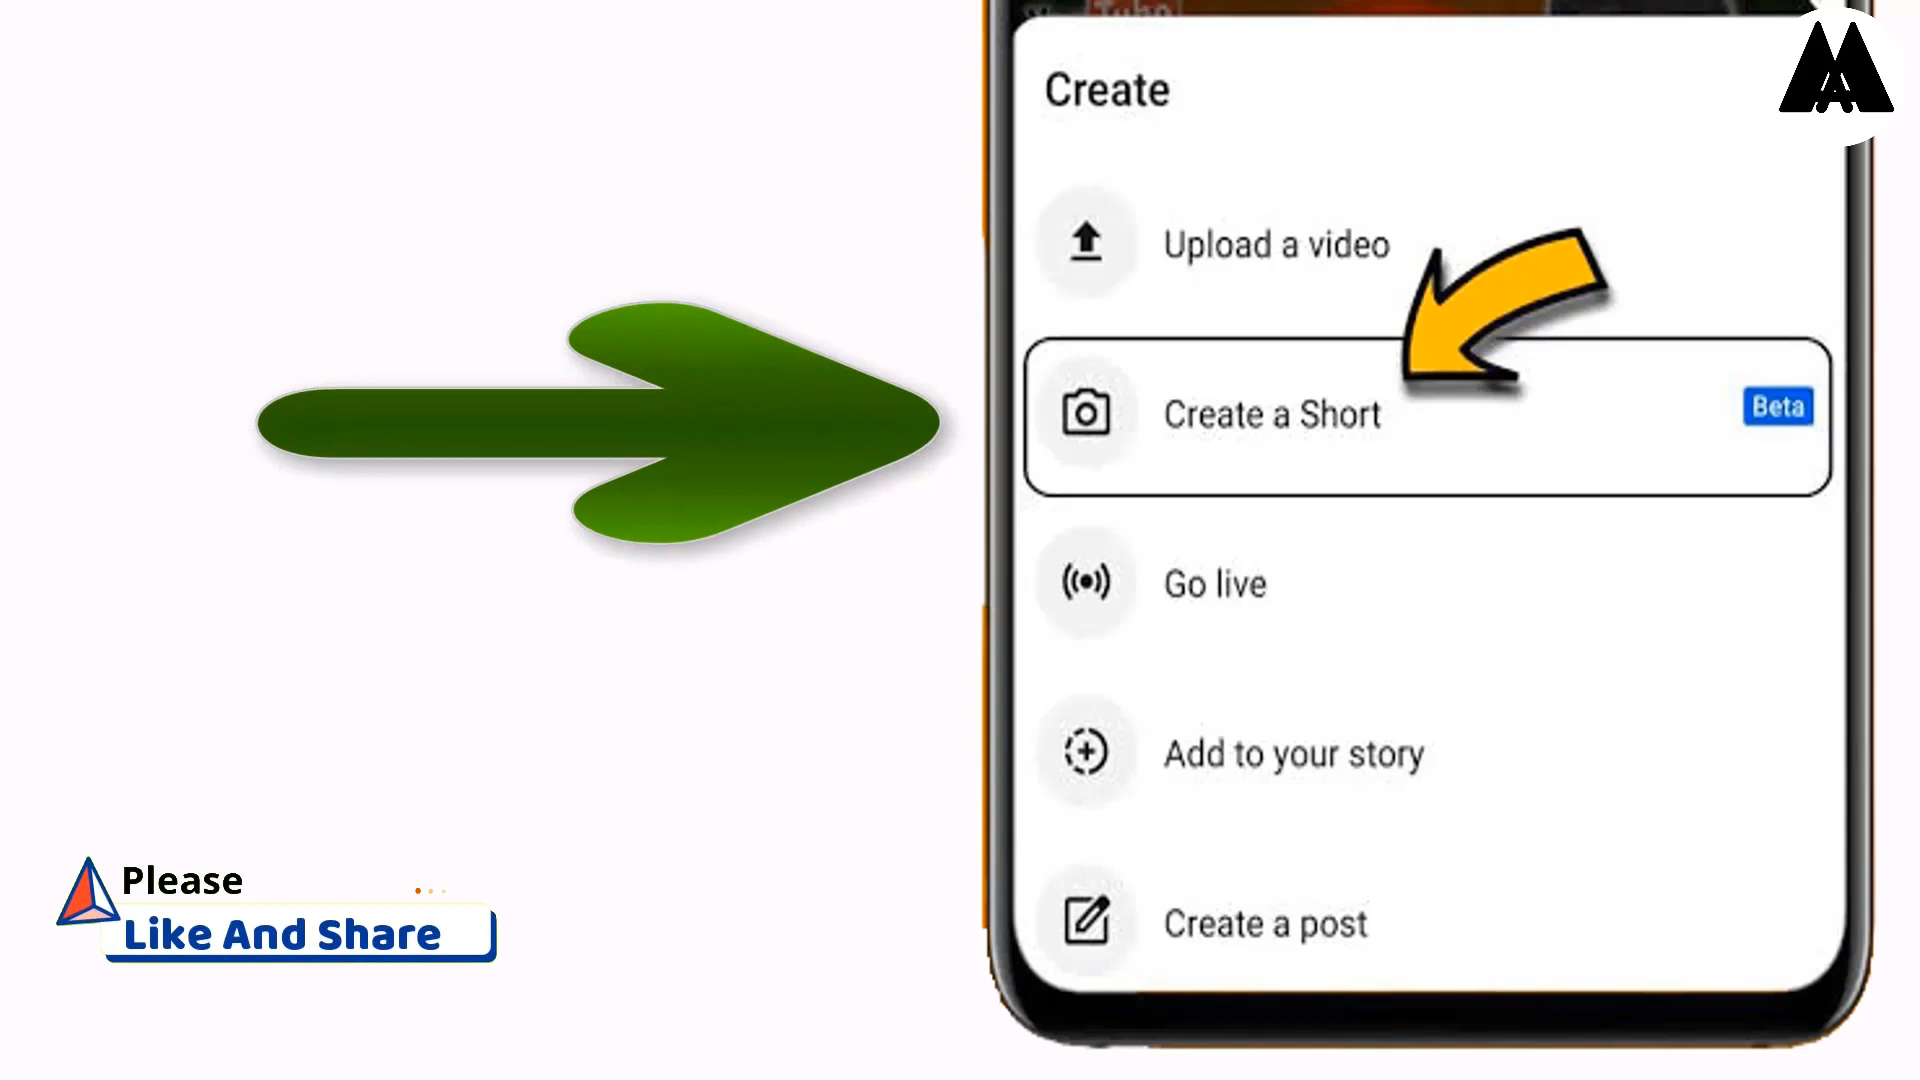 Create
Upload a video
Create a Short
Beta
Go live
Add to your story
Create a post
Please
Like And Share